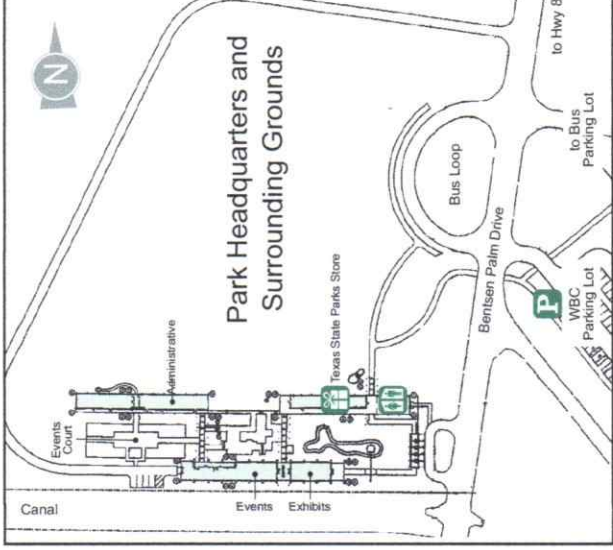 N
to Hwy 8
Park Headquarters and
Surrounding Grounds
to Bus
Parking Lot
Bus Loop
Bentsen Palm Drive
Texas State Parks Store
P
WBC
Parking Lot
Administrative
Events
Court
Canal
Events
Exhibits